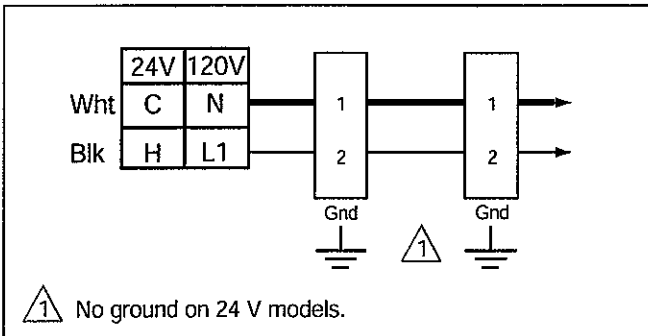 24V 120V
Wht C N 1 1
Blk H L1 2 2
Gnd Gnd
1
1 No ground on 24 V models.